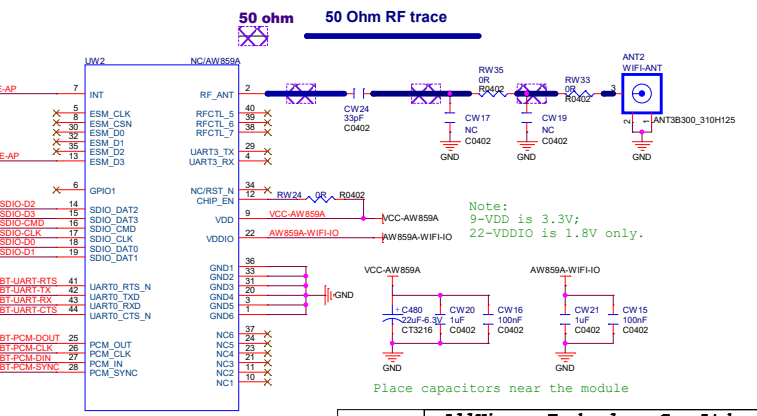 50 ohm
50 Ohm RF trace
UW2
NC/AW859A
ANT2
WIFI-ANT
RW35
0R
R0402
RW33
0R
R0402
E-AP
7
INT
RF_ANT
2
3
CW24
33pF
C0402
CW17
NC
C0402
GND
CW19
NC
C0402
GND
2
1
ANT3B300_310H125
GND
5
ESM_CLK
RFCTL_5
40
8
ESM_CSN
RFCTL_6
39
30
ESM_D0
RFCTL_7
38
32
ESM_D1
35
ESM_D2
UART3_TX
29
E-AP
13
ESM_D3
UART3_RX
4
6
GPIO1
NC/RST_N
34
CHIP_EN
12
RW24
0R
R0402
SDIO-D2
14
SDIO_DAT2
SDIO-D3
15
SDIO_DAT3
VDD
9
VCC-AW859A
VCC-AW859A
SDIO-CMD
16
SDIO_CMD
SDIO-CLK
17
SDIO_CLK
VDDIO
22
AW859A-WIFI-IO
AW859A-WIFI-IO
SDIO-D0
18
SDIO_DAT0
SDIO-D1
19
SDIO_DAT1
Note:
9-VDD is 3.3V;
22-VDDIO is 1.8V only.
GND1
36
GND2
33
GND3
31
GND4
20
GND5
3
GND6
1
GND
BT-UART-RTS
41
UART0_RTS_N
BT-UART-TX
42
UART0_TXD
BT-UART-RX
43
UART0_RXD
BT-UART-CTS
44
UART0_CTS_N
VCC-AW859A
C480
22uF-6.3V
CT3216
CW20
1uF
C0402
CW16
100nF
C0402
GND
AW859A-WIFI-IO
CW21
1uF
C0402
CW15
100nF
C0402
GND
NC6
37
BT-PCM-DOUT
25
PCM_OUT
NC5
24
BT-PCM-CLK
26
PCM_CLK
NC4
23
BT-PCM-DIN
27
PCM_IN
NC3
21
BT-PCM-SYNC
28
PCM_SYNC
NC2
11
NC1
10
Place capacitors near the module